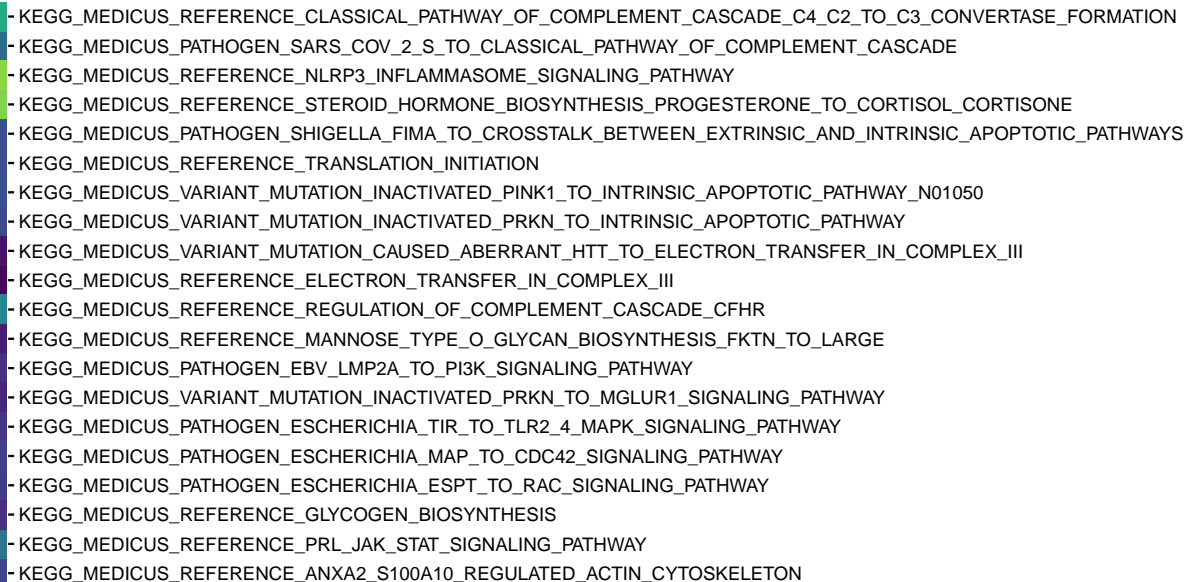 KEGG_MEDICUS_REFERENCE_CLASSICAL_PATHWAY_OF_COMPLEMENT_CASCADE_C4_C2_TO_C3_CONVERTASE_FORMATION
KEGG_MEDICUS_PATHOGEN_SARS_COV_2_S_TO_CLASSICAL_PATHWAY_OF_COMPLEMENT_CASCADE
KEGG_MEDICUS_REFERENCE_NLRP3_INFLAMMASOME_SIGNALING_PATHWAY
KEGG_MEDICUS_REFERENCE_STEROID_HORMONE_BIOSYNTHESIS_PROGESTERONE_TO_CORTISOL_CORTISONE
KEGG_MEDICUS_PATHOGEN_SHIGELLA_FIMA_TO_CROSSTALK_BETWEEN_EXTRINSIC_AND_INTRINSIC_APOPTOTIC_PATHWAYS
KEGG_MEDICUS_REFERENCE_TRANSLATION_INITIATION
KEGG_MEDICUS_VARIANT_MUTATION_INACTIVATED_PINK1_TO_INTRINSIC_APOPTOTIC_PATHWAY_N01050
KEGG_MEDICUS_VARIANT_MUTATION_INACTIVATED_PRKN_TO_INTRINSIC_APOPTOTIC_PATHWAY
KEGG_MEDICUS_VARIANT_MUTATION_CAUSED_ABERRANT_HTT_TO_ELECTRON_TRANSFER_IN_COMPLEX_III
KEGG_MEDICUS_REFERENCE_ELECTRON_TRANSFER_IN_COMPLEX_III
KEGG_MEDICUS_REFERENCE_REGULATION_OF_COMPLEMENT_CASCADE_CFHR
KEGG_MEDICUS_REFERENCE_MANNOSE_TYPE_O_GLYCAN_BIOSYNTHESIS_FKTN_TO_LARGE
KEGG_MEDICUS_PATHOGEN_EBV_LMP2A_TO_PI3K_SIGNALING_PATHWAY
KEGG_MEDICUS_VARIANT_MUTATION_INACTIVATED_PRKN_TO_MGLUR1_SIGNALING_PATHWAY
KEGG_MEDICUS_PATHOGEN_ESCHERICHIA_TIR_TO_TLR2_4_MAPK_SIGNALING_PATHWAY
KEGG_MEDICUS_PATHOGEN_ESCHERICHIA_MAP_TO_CDC42_SIGNALING_PATHWAY
KEGG_MEDICUS_PATHOGEN_ESCHERICHIA_ESPT_TO_RAC_SIGNALING_PATHWAY
KEGG_MEDICUS_REFERENCE_GLYCOGEN_BIOSYNTHESIS
KEGG_MEDICUS_REFERENCE_PRL_JAK_STAT_SIGNALING_PATHWAY
KEGG_MEDICUS_REFERENCE_ANXA2_S100A10_REGULATED_ACTIN_CYTOSKELETON